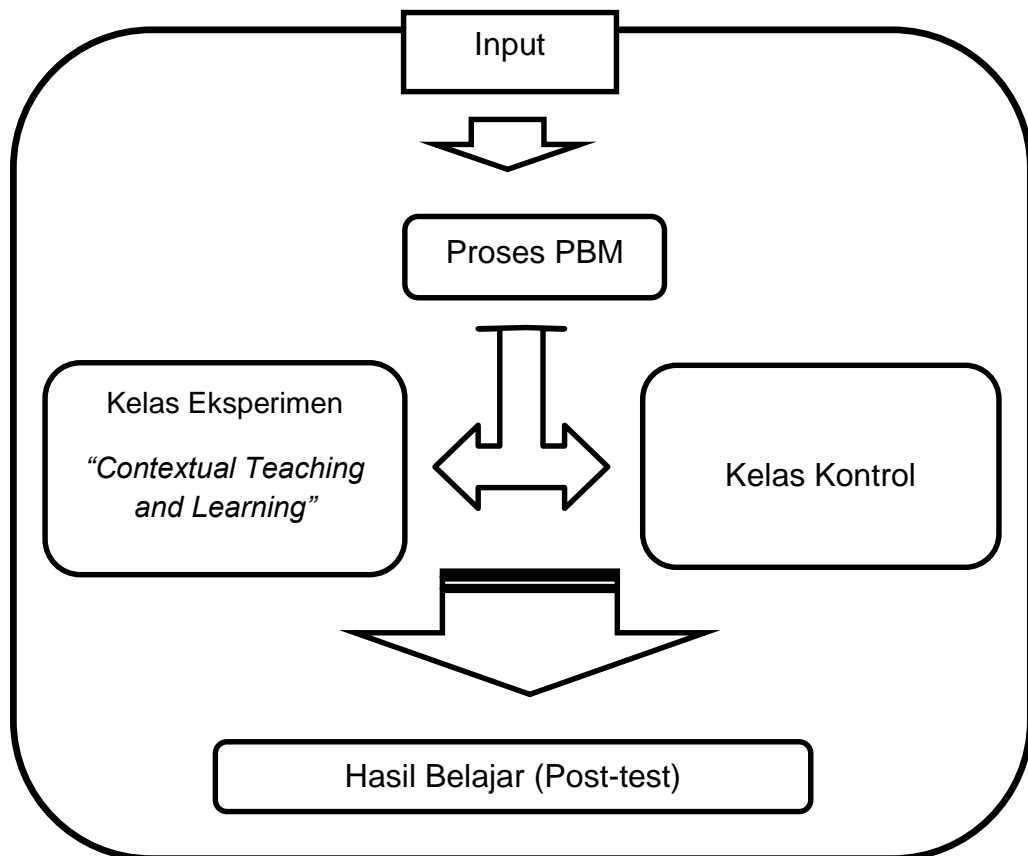 Input
Proses PBM
Kelas Eksperimen
“Contextual Teaching
and Learning”
Kelas Kontrol
Hasil Belajar (Post-test)